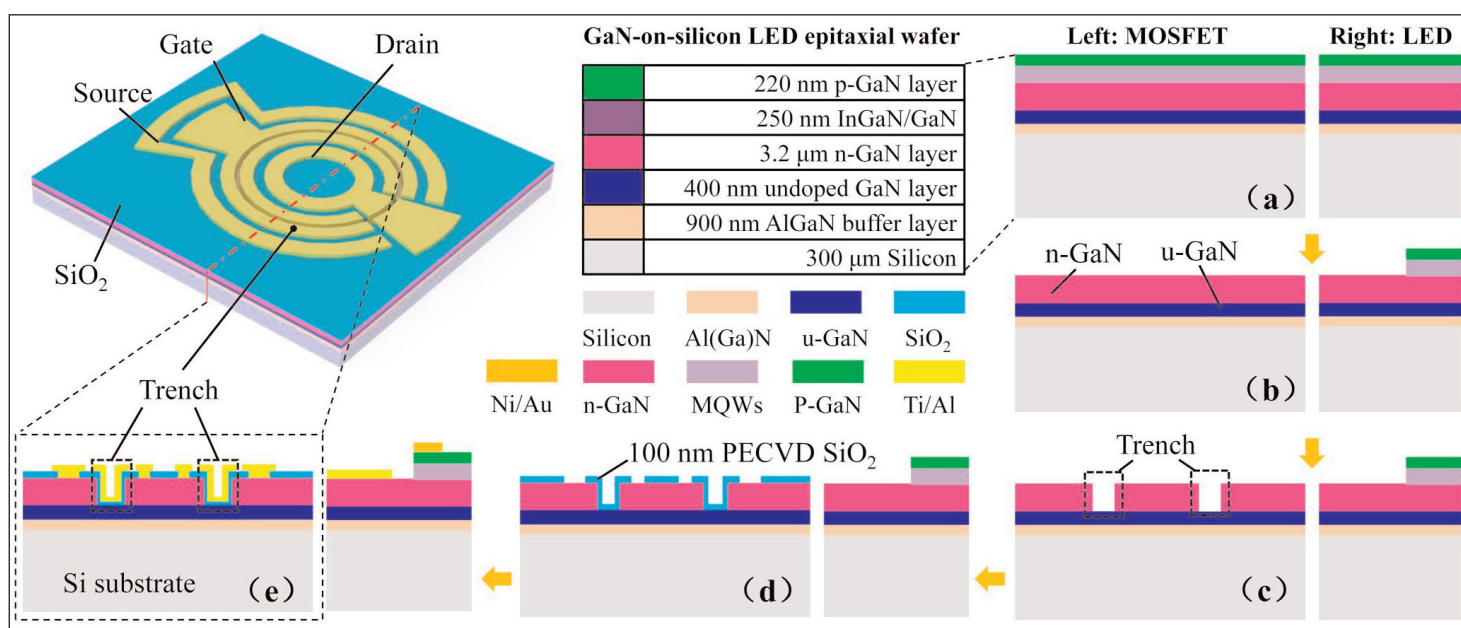 Gate
Drain
Source
SiO₂
Trench
GaN-on-silicon LED epitaxial wafer
220 nm p-GaN layer
250 nm InGaN/GaN
3.2 μm n-GaN layer
400 nm undoped GaN layer
900 nm AlGaN buffer layer
300 μm Silicon
Silicon Al(Ga)N u-GaN SiO₂
Ni/Au n-GaN MQWs P-GaN Ti/Al
Left: MOSFET Right: LED
(a)
n-GaN u-GaN
(b)
Trench
(c)
100 nm PECVD SiO₂
(d)
Si substrate (e)